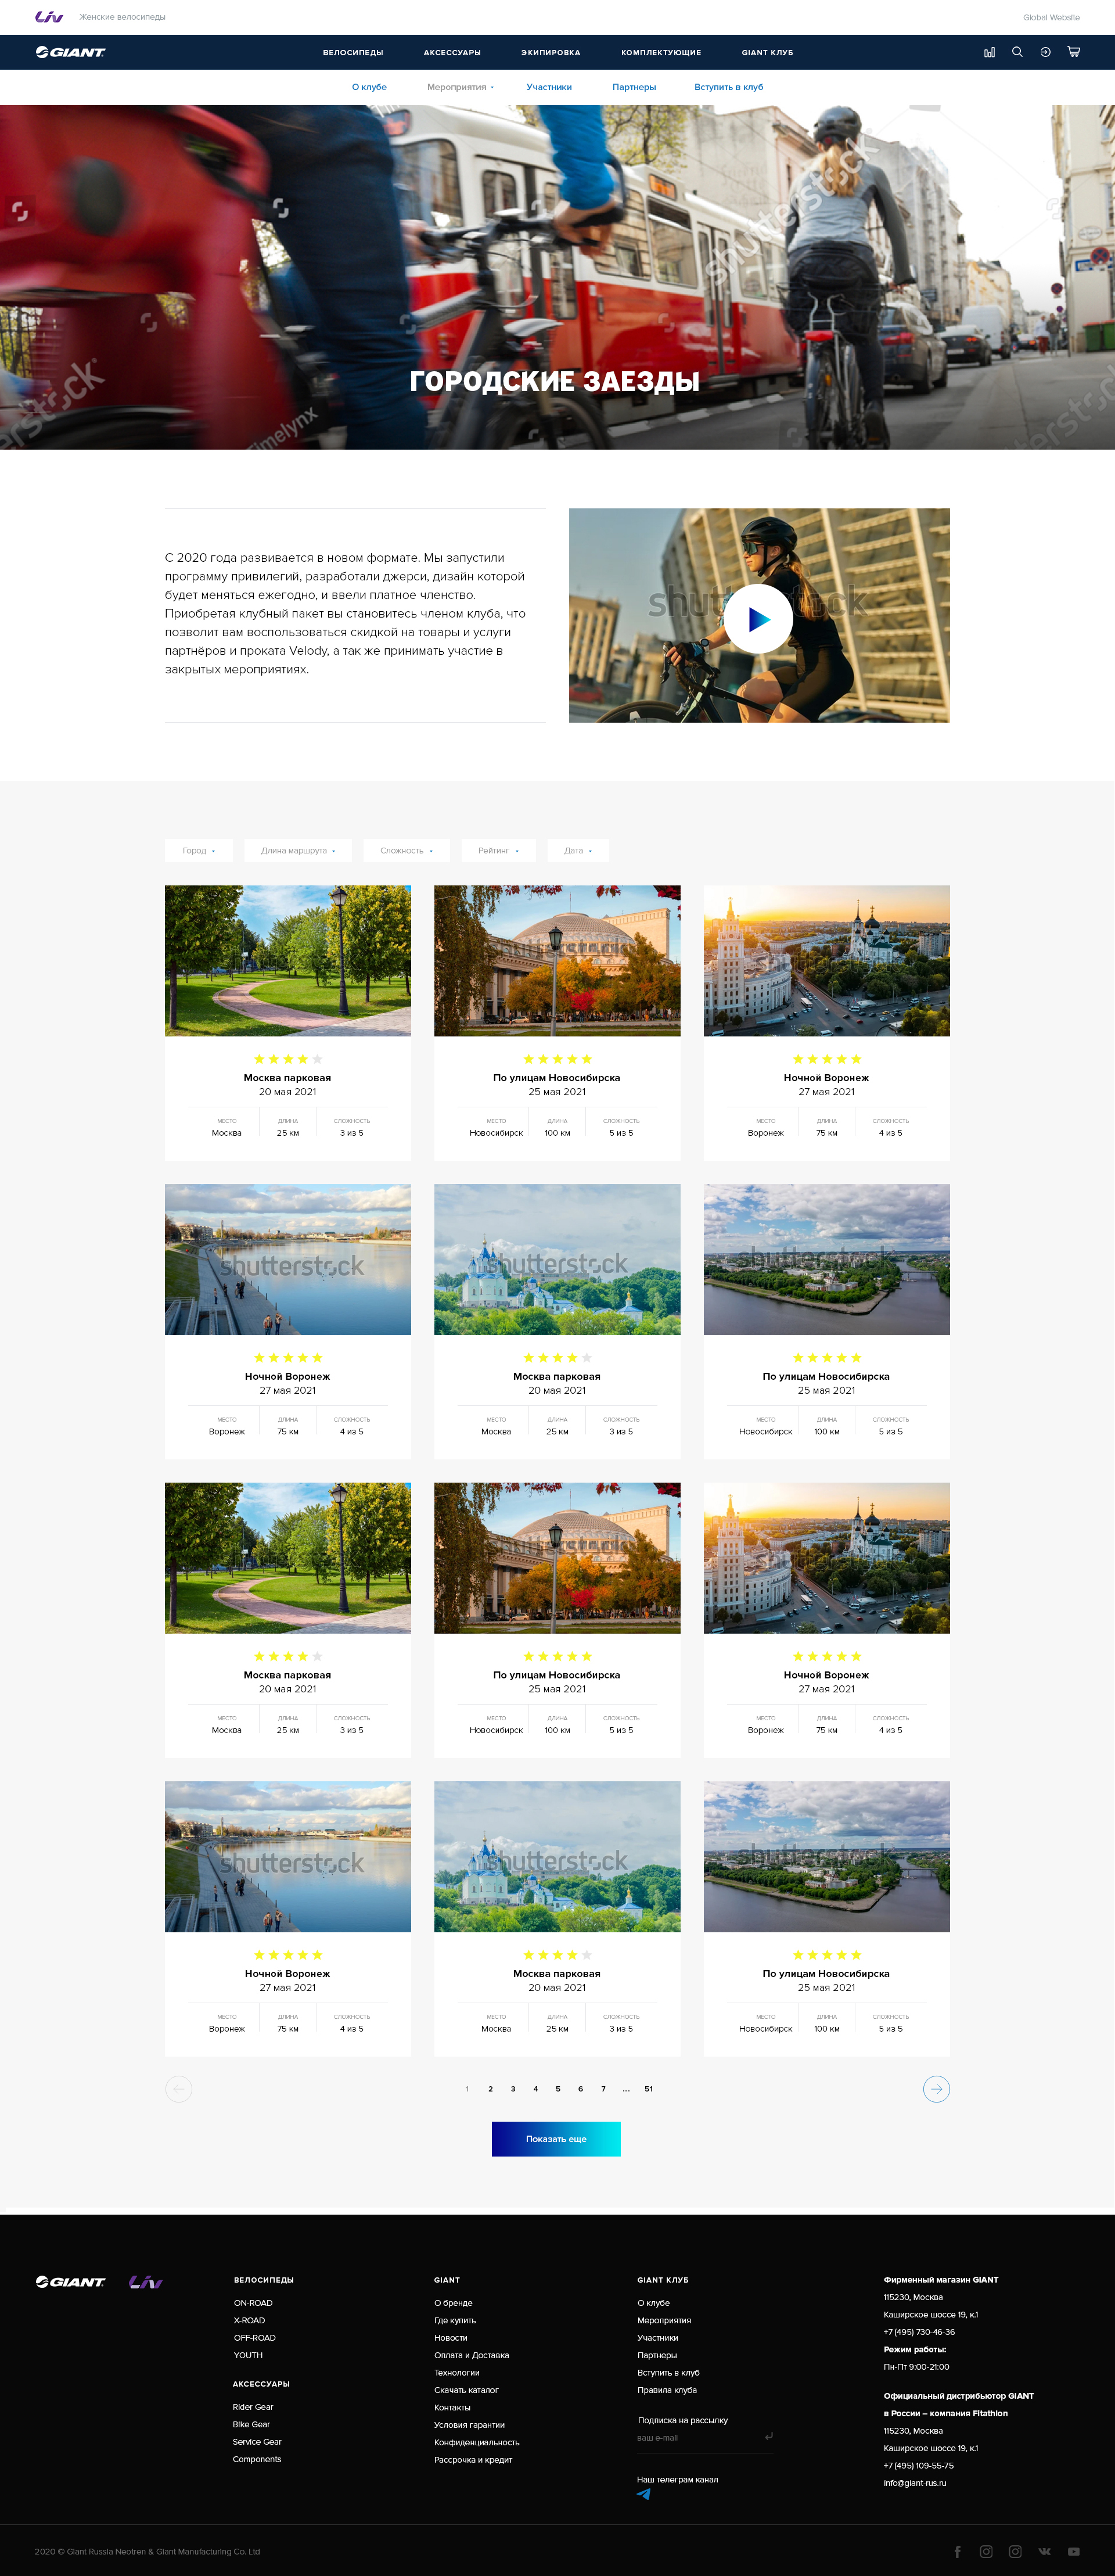 Liv
Женские велосипеды
Global Website
GIANT
ВЕЛОСИПЕДЫ
АКСЕССУАРЫ
ЭКИПИРОВКА
КОМПЛЕКТУЮЩИЕ
GIANT КЛУБ
О клубе
Мероприятия
Участники
Партнеры
Вступить в клуб
shutterstock
ГОРОДСКИЕ ЗАЕЗДЫ
С 2020 года развивается в новом формате. Мы запустили
программу привилегий, разработали джерси, дизайн которой
будет меняться ежегодно, и ввели платное членство.
Приобретая клубный пакет вы становитесь членом клуба, что
позволит вам воспользоваться скидкой на товары и услуги
партнёров и проката Velody, а так же принимать участие в
закрытых мероприятиях.
shutterstock
Город
Длина маршрута
Сложность
Рейтинг
Дата
Москва парковая
20 мая 2021
МЕСТО ДЛИНА СЛОЖНОСТЬ
Москва 25 км 3 из 5
По улицам Новосибирска
25 мая 2021
МЕСТО ДЛИНА СЛОЖНОСТЬ
Новосибирск 100 км 5 из 5
Ночной Воронеж
27 мая 2021
МЕСТО ДЛИНА СЛОЖНОСТЬ
Воронеж 75 км 4 из 5
shutterstock
Ночной Воронеж
27 мая 2021
МЕСТО ДЛИНА СЛОЖНОСТЬ
Воронеж 75 км 4 из 5
shutterstock
Москва парковая
20 мая 2021
МЕСТО ДЛИНА СЛОЖНОСТЬ
Москва 25 км 3 из 5
shutterstock
По улицам Новосибирска
25 мая 2021
МЕСТО ДЛИНА СЛОЖНОСТЬ
Новосибирск 100 км 5 из 5
Москва парковая
20 мая 2021
МЕСТО ДЛИНА СЛОЖНОСТЬ
Москва 25 км 3 из 5
По улицам Новосибирска
25 мая 2021
МЕСТО ДЛИНА СЛОЖНОСТЬ
Новосибирск 100 км 5 из 5
Ночной Воронеж
27 мая 2021
МЕСТО ДЛИНА СЛОЖНОСТЬ
Воронеж 75 км 4 из 5
shutterstock
Ночной Воронеж
27 мая 2021
МЕСТО ДЛИНА СЛОЖНОСТЬ
Воронеж 75 км 4 из 5
shutterstock
Москва парковая
20 мая 2021
МЕСТО ДЛИНА СЛОЖНОСТЬ
Москва 25 км 3 из 5
shutterstock
По улицам Новосибирска
25 мая 2021
МЕСТО ДЛИНА СЛОЖНОСТЬ
Новосибирск 100 км 5 из 5
1 2 3 4 5 6 7 ... 51
Показать еще
GIANT
Liv
ВЕЛОСИПЕДЫ
ON-ROAD
X-ROAD
OFF-ROAD
YOUTH
АКСЕССУАРЫ
Rider Gear
Bike Gear
Service Gear
Components
GIANT
О бренде
Где купить
Новости
Оплата и Доставка
Технологии
Скачать каталог
Контакты
Условия гарантии
Конфиденциальность
Рассрочка и кредит
GIANT КЛУБ
О клубе
Мероприятия
Участники
Партнеры
Вступить в клуб
Правила клуба
Подписка на рассылку
ваш e-mail
Наш телеграм канал
Фирменный магазин GIANT
115230, Москва
Каширское шоссе 19, к.1
+7 (495) 730-46-36
Режим работы:
Пн-Пт 9:00-21:00
Официальный дистрибьютор GIANT
в России – компания Fitathlon
115230, Москва
Каширское шоссе 19, к.1
+7 (495) 109-55-75
info@giant-rus.ru
2020 © Giant Russia Neotren & Giant Manufacturing Co. Ltd